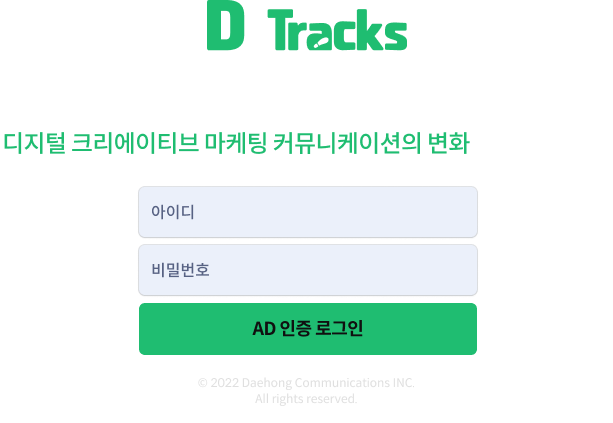 D Tracks
디지털 크리에이티브 마케팅 커뮤니케이션의 변화
아이디
비밀번호
AD 인증 로그인
© 2022 Daehong Communications INC.
All rights reserved.